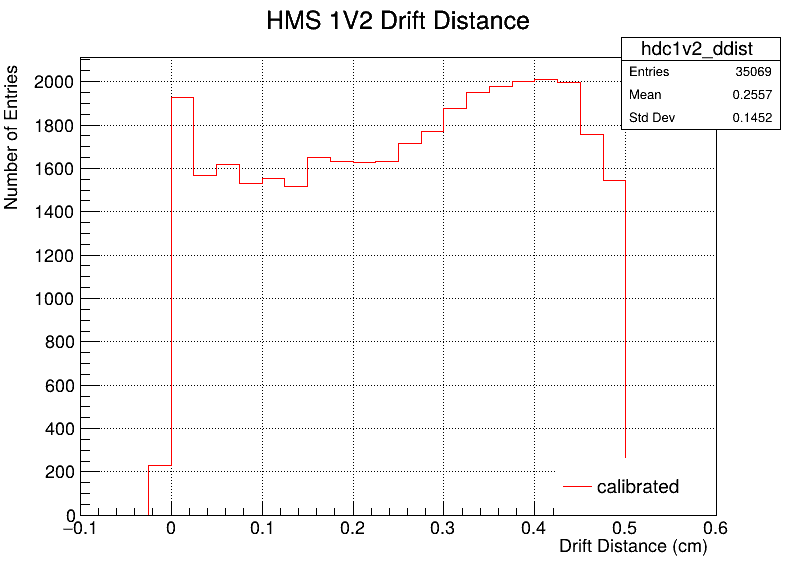 HMS 1V2 Drift Distance
hdc1v2_ddist
Entries 35069
Mean 0.2557
Std Dev 0.1452
Number of Entries
2000
1800
1600
1400
1200
1000
800
600
400
200
0
−0.1 0 0.1 0.2 0.3 0.4 0.5 0.6
calibrated
Drift Distance (cm)